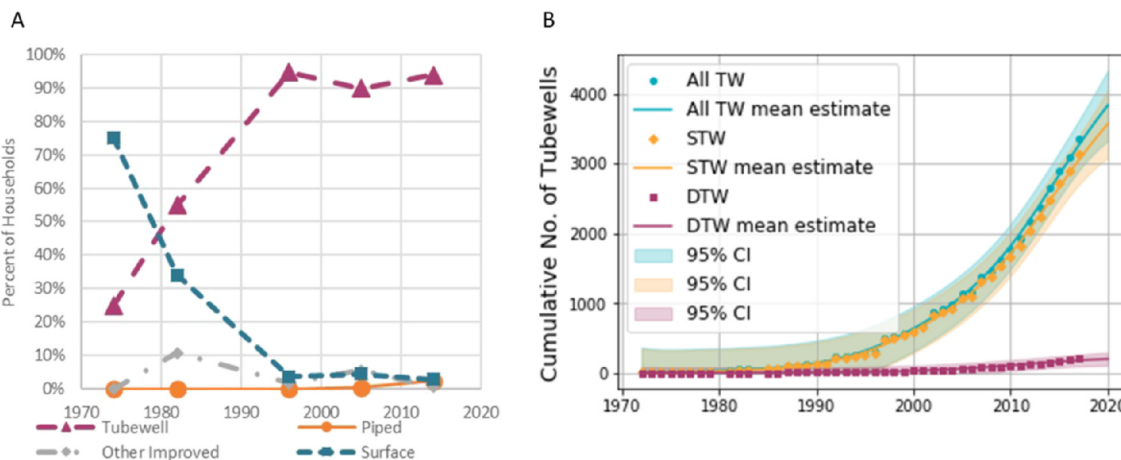 A
100%
90%
80%
70%
60%
50%
40%
30%
20%
10%
0%
Percent of Households
1970 1980 1990 2000 2010 2020
Tubewell Piped
Other Improved Surface
B
Cumulative No. of Tubewells
4000
3000
2000
1000
0
All TW
All TW mean estimate
STW
STW mean estimate
DTW
DTW mean estimate
95% CI
95% CI
95% CI
1970 1980 1990 2000 2010 2020